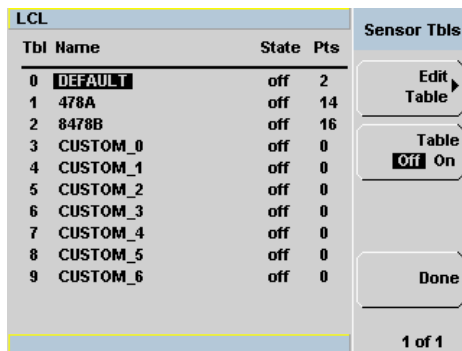 LCL
Tbl Name State Pts
0 DEFAULT off 2
1 478A off 14
2 8478B off 16
3 CUSTOM_0 off 0
4 CUSTOM_1 off 0
5 CUSTOM_2 off 0
6 CUSTOM_3 off 0
7 CUSTOM_4 off 0
8 CUSTOM_5 off 0
9 CUSTOM_6 off 0
Sensor Tbls
Edit
Table
Table
Off On
Done
1 of 1